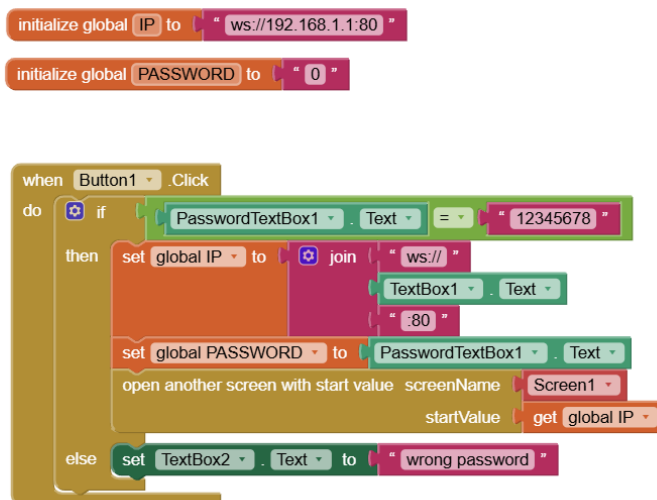 initialize global IP to " ws://192.168.1.1:80 "
initialize global PASSWORD to " 0 "
when Button1 .Click
do if PasswordTextBox1 . Text = " 12345678 "
then set global IP to join " ws:// "
TextBox1 . Text
" :80 "
set global PASSWORD to PasswordTextBox1 . Text
open another screen with start value screenName Screen1
startValue get global IP
else set TextBox2 . Text to " wrong password "